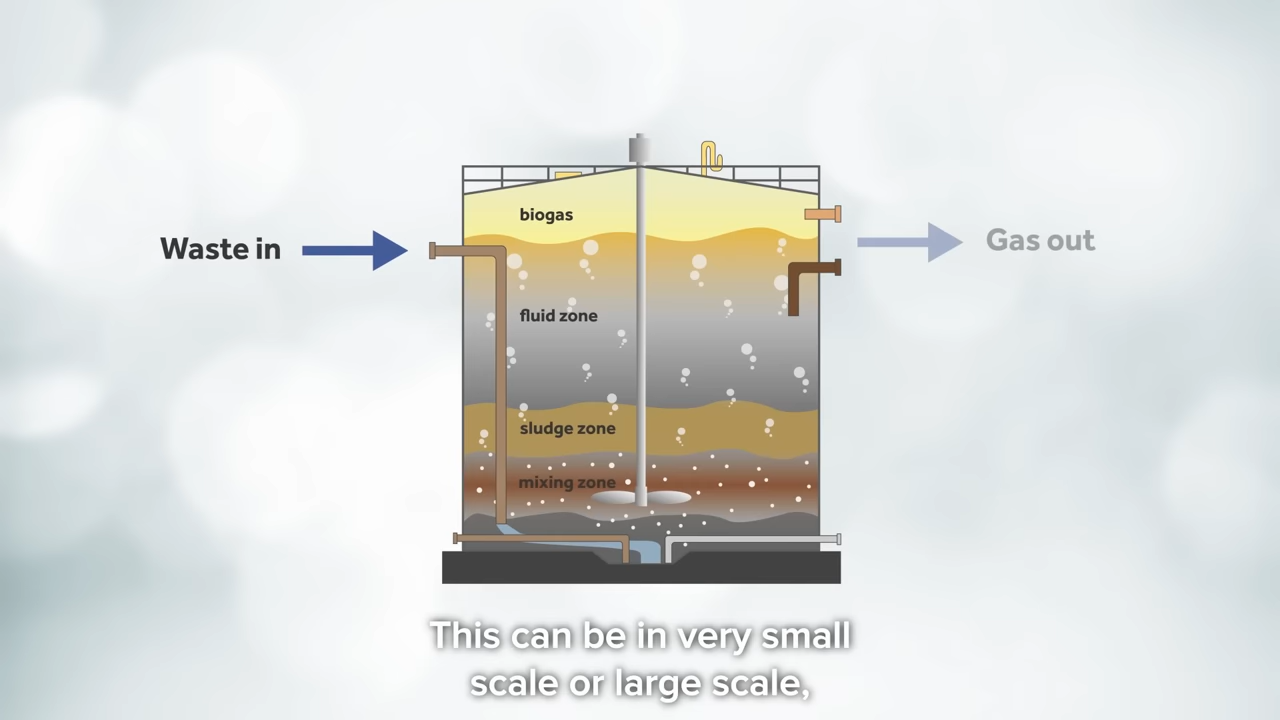 biogas
Waste in
Gas out
fluid zone
sludge zone
mixing zone
This can be in very small
scale or large scale,